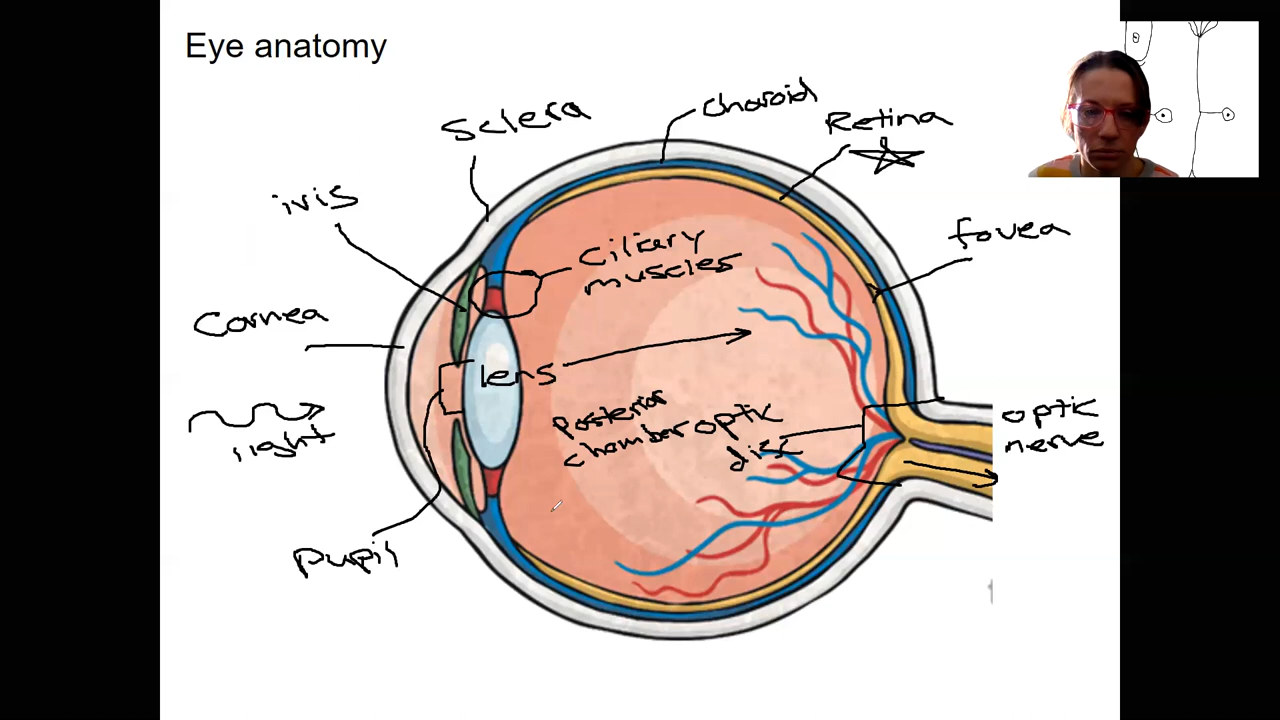 Eye anatomy
Sclera
choroid
Retina
iris
Ciliary
muscles
fovea
Cornea
lens
light
Posterior
chamber
optic
disc
optic
nerve
pupil